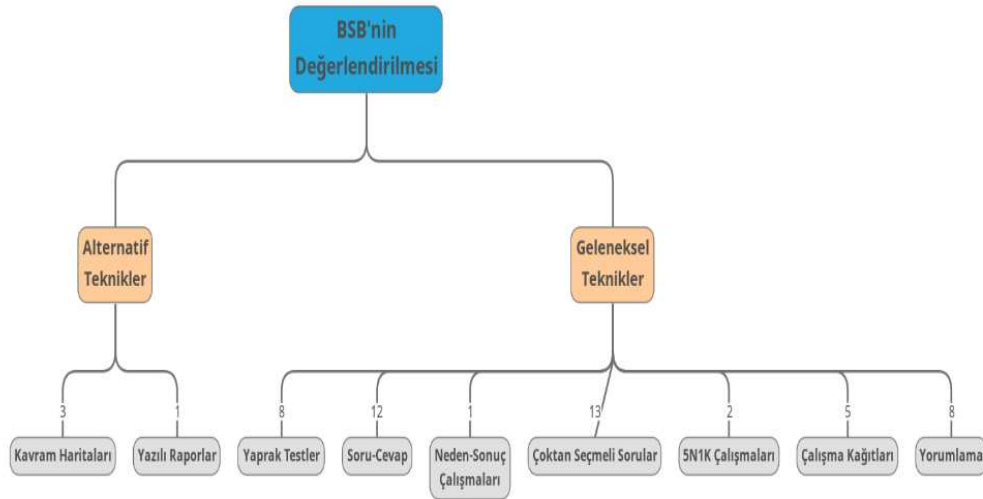 BSB'nin
Değerlendirilmesi
Alternatif
Teknikler
Geleneksel
Teknikler
3
1
8
12
1
13
2
5
8
Kavram Haritaları
Yazılı Raporlar
Yaprak Testler
Soru-Cevap
Neden-Sonuç
Çalışmaları
Çoktan Seçmeli Sorular
5N1K Çalışmaları
Çalışma Kağıtları
Yorumlama